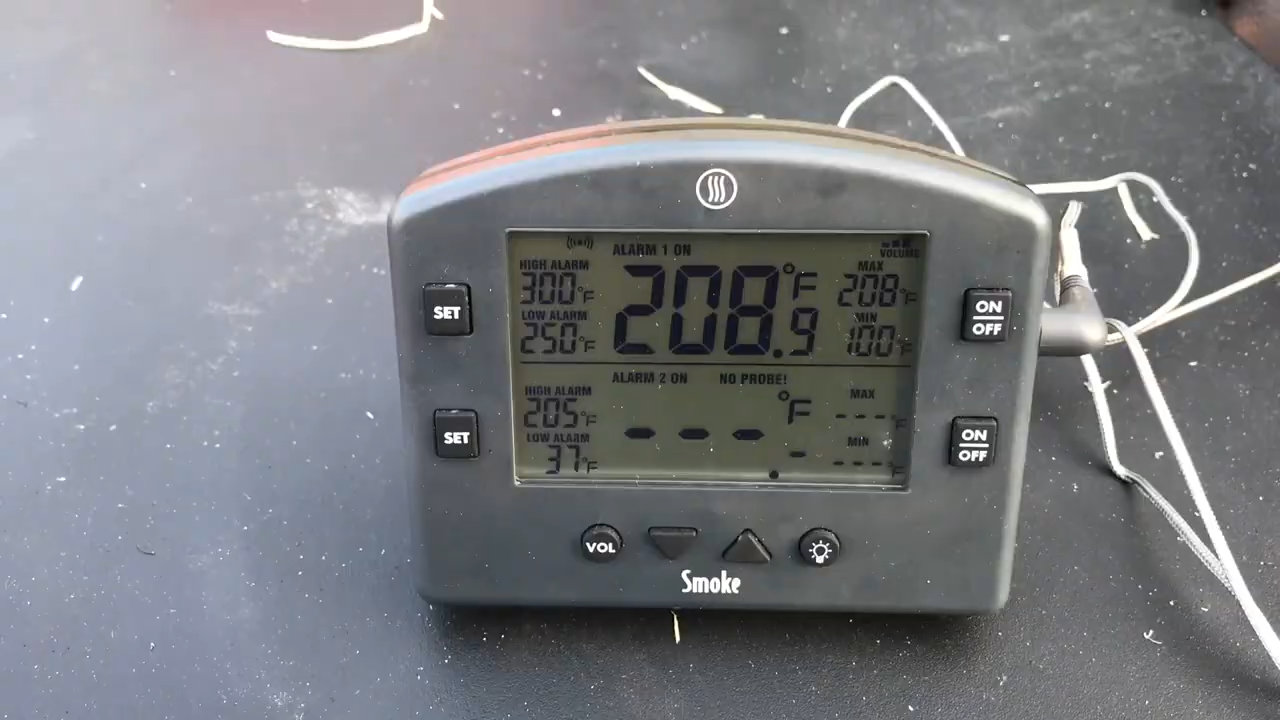 ALARM 1 ON
VOLUME
HIGH ALARM
300°F
208.9°F
MAX
208°F
LOW ALARM
250°F
MIN
100°F
SET
ON
OFF
ALARM 2 ON NO PROBE!
HIGH ALARM
205°F
°F
MAX
---°F
LOW ALARM
37°F
---.-
MIN
---°F
SET
ON
OFF
VOL
Smoke